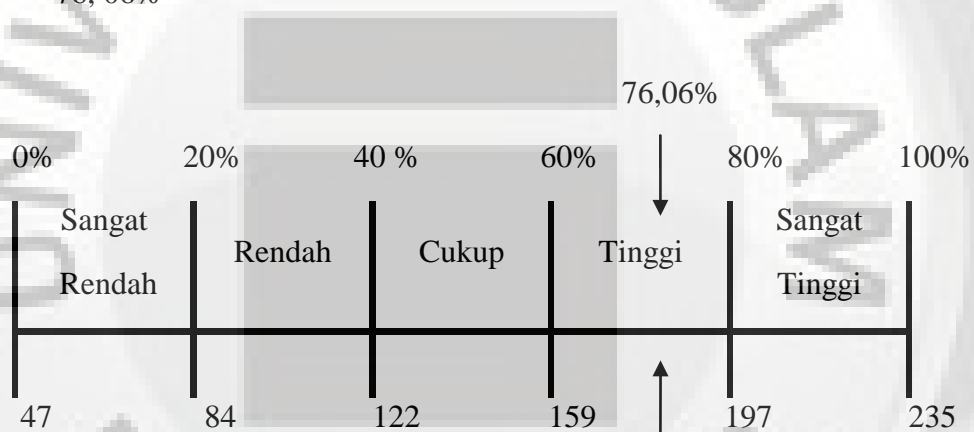 76,06%
0% 20% 40 % 60% 80% 100%
Sangat Rendah
Rendah
Cukup
Tinggi
Sangat Tinggi
47 84 122 159 197 235